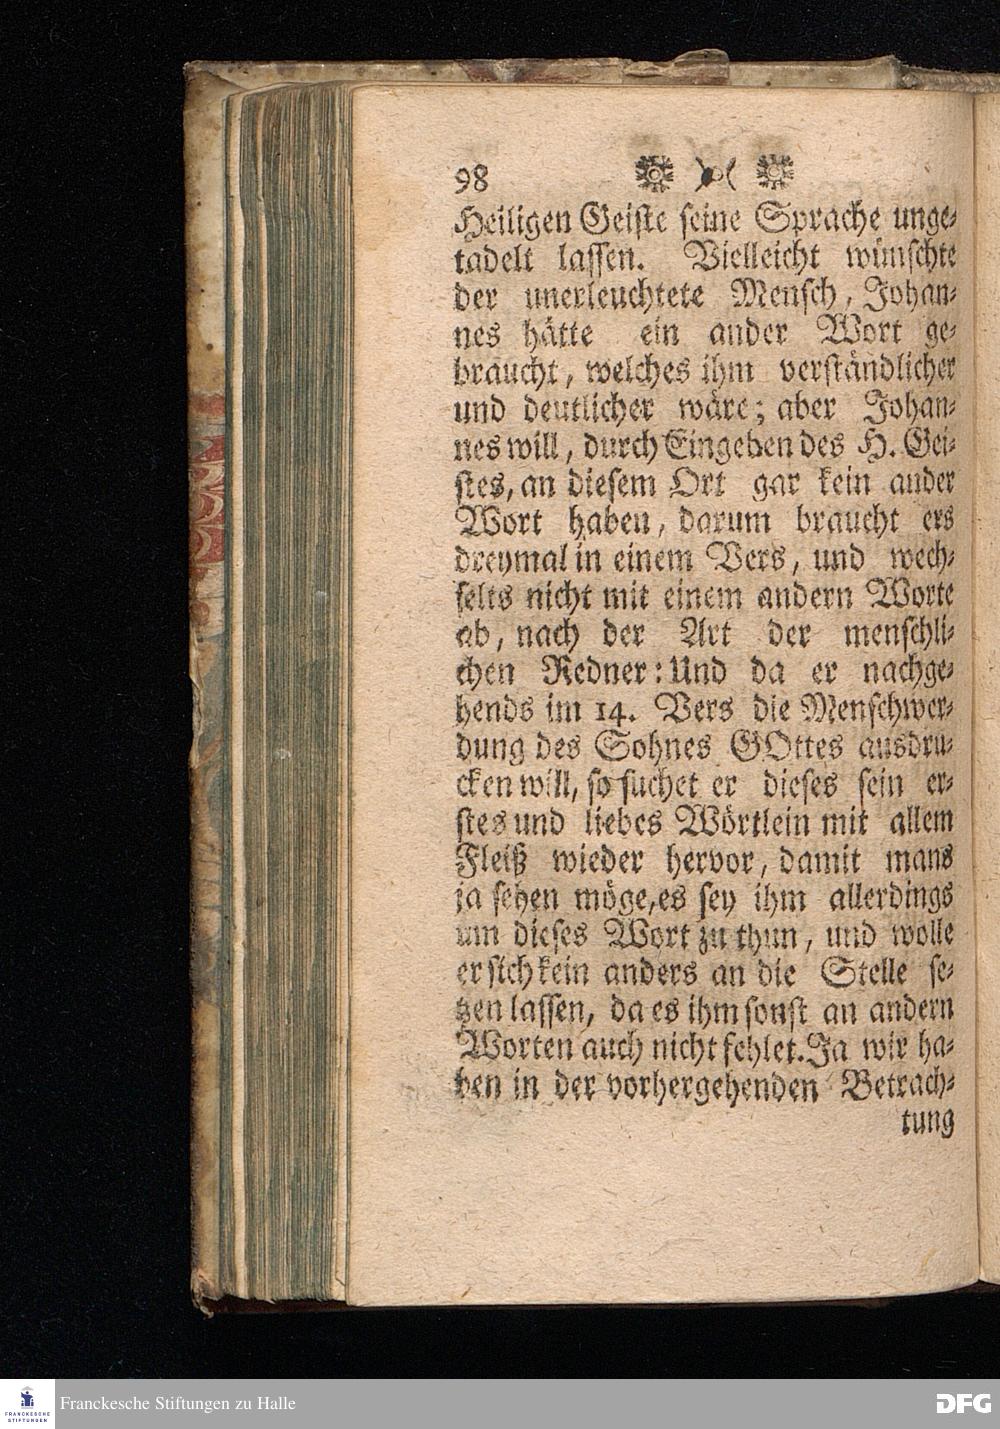 98
Heiligen Geiste seine Sprache unge-
tadelt lassen. Vielleicht wünschte
der unerleuchtete Mensch, Johan-
nes hätte ein ander Wort ge-
braucht, welches ihm verständlicher
und deutlicher wäre; aber Johan-
nes will, durch Eingeben des H. Gei-
stes, an diesem Ort gar kein ander
Wort haben, darum braucht ers
dreymal in einem Vers, und wech-
selts nicht mit einem andern Worte
ab, nach der Art der menschli-
chen Redner: Und da er nachge-
hends im 14. Vers die Menschwer-
dung des Sohnes GOttes ausdru-
cken will, so suchet er dieses sein er-
stes und liebes Wörtlein mit allem
Fleiß wieder hervor, damit mans
ja sehen möge, es sey ihm allerdings
um dieses Wort zu thun, und wolle
er sich kein anders an die Stelle se-
tzen lassen, da es ihm sonst an andern
Worten auch nicht fehlet. Ja wir ha-
ben in der vorhergehenden Betrach-
tung
FRANCKESCHE
STIFTUNGEN
Franckesche Stiftungen zu Halle
DFG